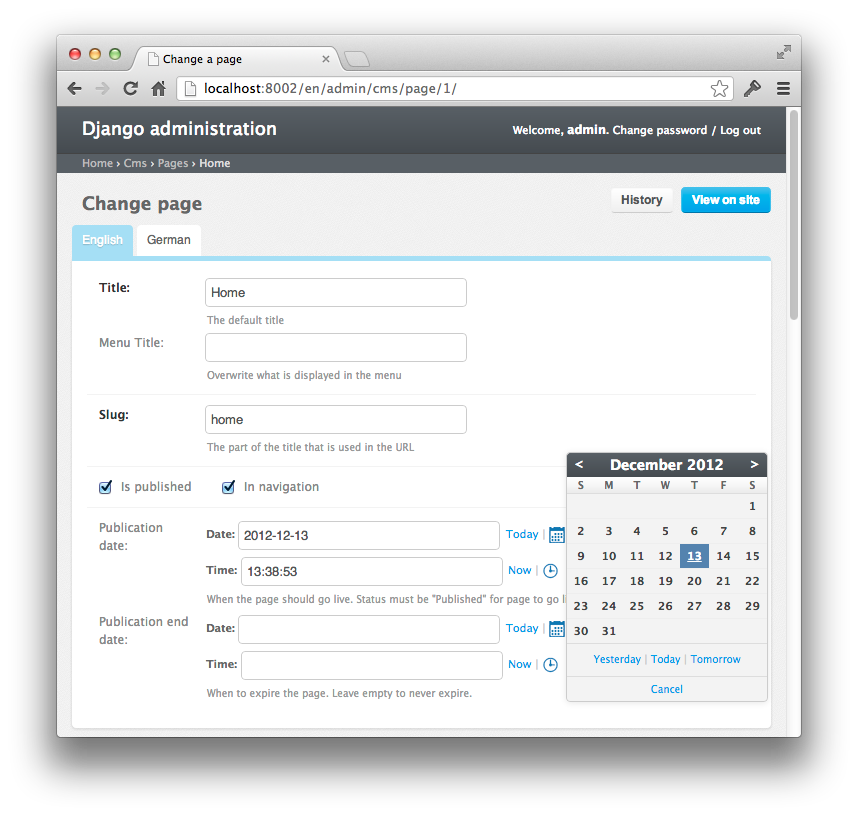 Change a page
localhost:8002/en/admin/cms/page/1/
Django administration
Welcome, admin. Change password / Log out
Home › Cms › Pages › Home
Change page
History
View on site
English
German
Title:
Home
The default title
Menu Title:
Overwrite what is displayed in the menu
Slug:
home
The part of the title that is used in the URL
Is published
In navigation
Publication
date:
Date: 2012-12-13 Today |
Time: 13:38:53 Now |
When the page should go live. Status must be "Published" for page to go
Publication end
date:
Date: Today |
Time: Now |
When to expire the page. Leave empty to never expire.
< December 2012 >
S M T W T F S
1
2 3 4 5 6 7 8
9 10 11 12 13 14 15
16 17 18 19 20 21 22
23 24 25 26 27 28 29
30 31
Yesterday | Today | Tomorrow
Cancel